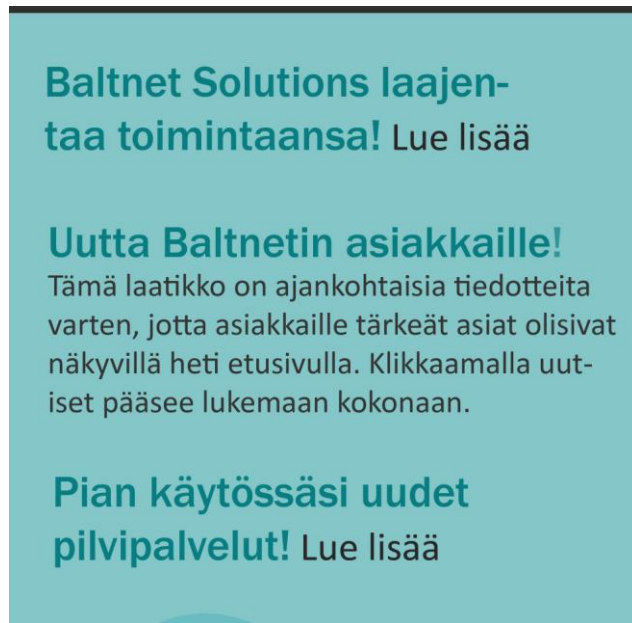 Baltnet Solutions laajen-
taa toimintaansa! Lue lisää
Uutta Baltnetin asiakkaille!
Tämä laatikko on ajankohtaisia tiedotteita
varten, jotta asiakkaille tärkeät asiat olisivat
näkyvillä heti etusivulla. Klikkaamalla uut-
iset pääsee lukemaan kokonaan.
Pian käytössäsi uudet
pilvipalvelut! Lue lisää